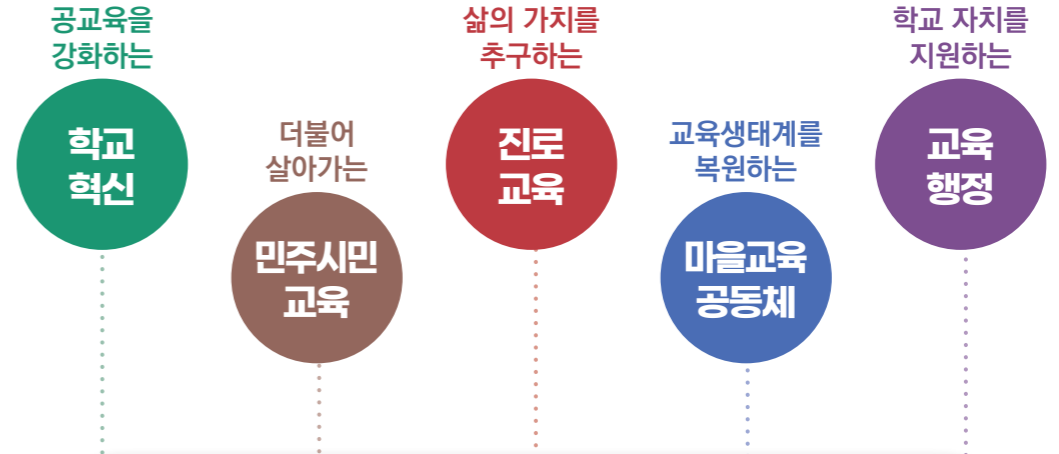 공교육을
강화하는
학교
혁신
더불어
살아가는
민주시민
교육
삶의 가치를
추구하는
진로
교육
교육생태계를
복원하는
마을교육
공동체
학교 자치를
지원하는
교육
행정